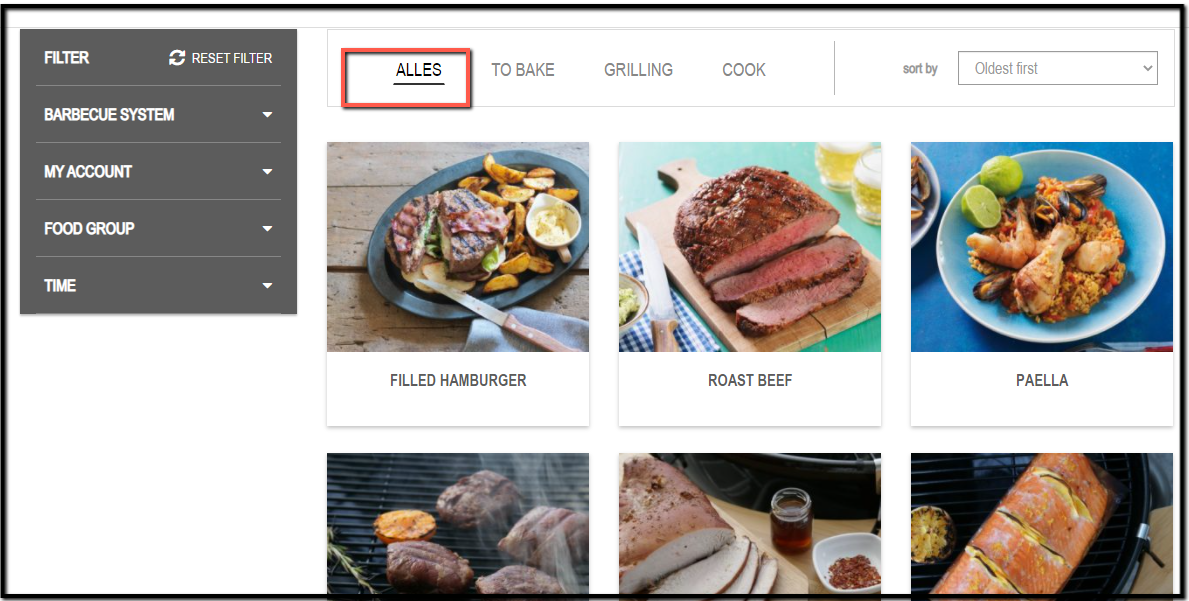 FILTER
RESET FILTER
BARBECUE SYSTEM
MY ACCOUNT
FOOD GROUP
TIME
ALLES
TO BAKE
GRILLING
COOK
sort by
Oldest first
FILLED HAMBURGER
ROAST BEEF
PAELLA